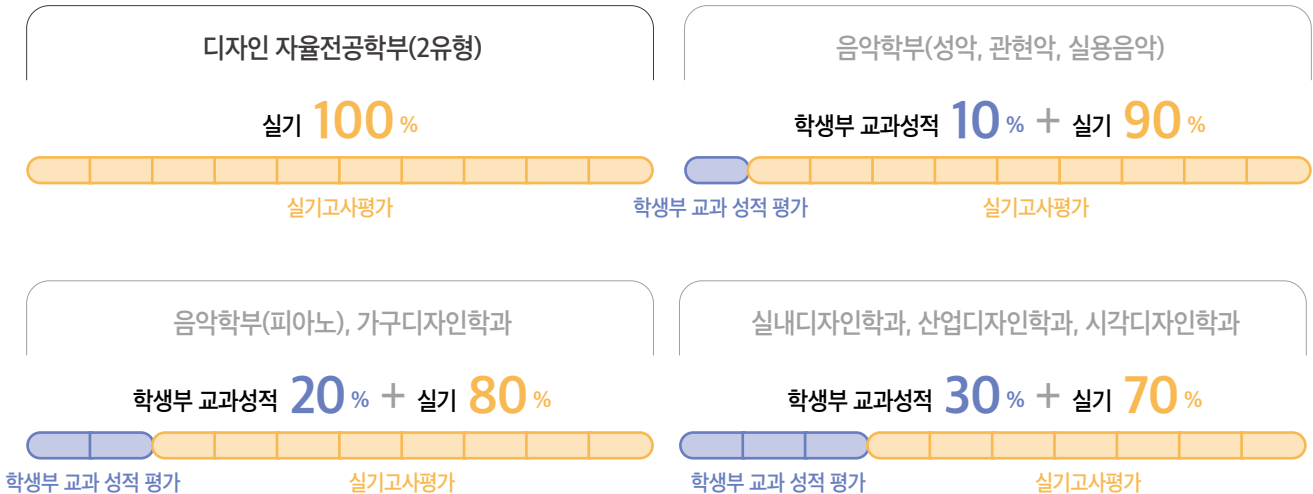 디자인 자율전공학부(2유형)
실기 100 %
실기고사평가
음악학부(성악, 관현악, 실용음악)
학생부 교과성적 10 % + 실기 90 %
학생부 교과 성적 평가 실기고사평가
음악학부(피아노), 가구디자인학과
학생부 교과성적 20 % + 실기 80 %
학생부 교과 성적 평가 실기고사평가
실내디자인학과, 산업디자인학과, 시각디자인학과
학생부 교과성적 30 % + 실기 70 %
학생부 교과 성적 평가 실기고사평가